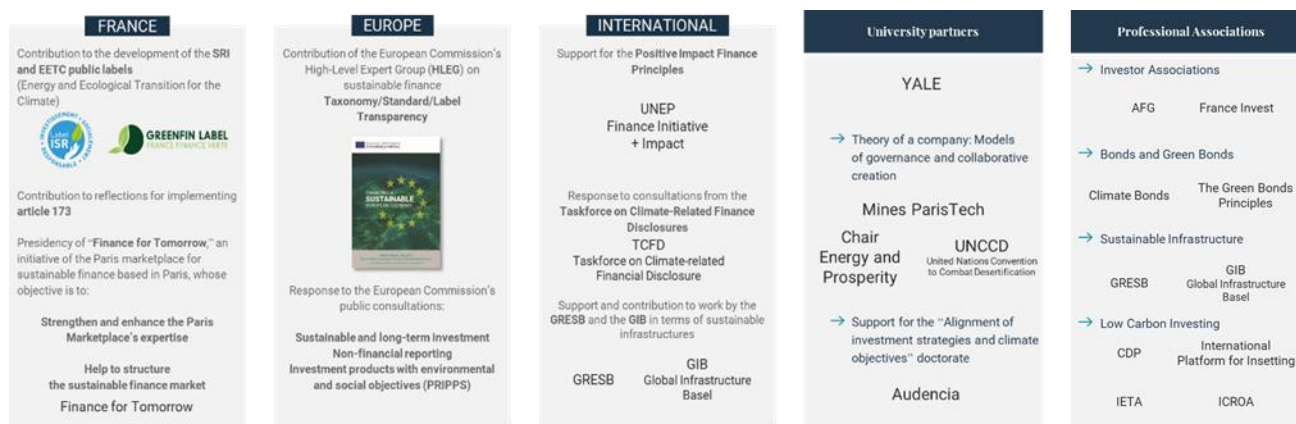 FRANCE
Contribution to the development of the SRI
and EETC public labels
(Energy and Ecological Transition for the
Climate)
Label
ISR
GREENFIN LABEL
FRANCE FINANCE VERTE
Contribution to reflections for implementing
article 173
Presidency of “Finance for Tomorrow,” an
initiative of the Paris marketplace for
sustainable finance based in Paris, whose
objective is to:
Strengthen and enhance the Paris
Marketplace's expertise
Help to structure
the sustainable finance market
Finance for Tomorrow
EUROPE
Contribution of the European Commission's
High-Level Expert Group (HLEG) on
sustainable finance
Taxonomy/Standard/Label
Transparency
FINANCING A
SUSTAINABLE
EUROPEAN ECONOMY
Response to the European Commission's
public consultations:
Sustainable and long-term investment
Non-financial reporting
Investment products with environmental
and social objectives (PRIPPS)
INTERNATIONAL
Support for the Positive Impact Finance
Principles
UNEP
Finance Initiative
+ Impact
Response to consultations from the
Taskforce on Climate-Related Finance
Disclosures
TCFD
Taskforce on Climate-related
Financial Disclosure
Support and contribution to work by the
GRESB and the GIB in terms of sustainable
infrastructures
GRESB
GIB
Global Infrastructure
Basel
University partners
YALE
→ Theory of a company: Models
of governance and collaborative
creation
Mines ParisTech
Chair
Energy and
Prosperity
UNCCD
United Nations Convention
to Combat Desertification
→ Support for the “Alignment of
investment strategies and climate
objectives” doctorate
Audencia
Professional Associations
→ Investor Associations
AFG
France Invest
→ Bonds and Green Bonds
Climate Bonds
The Green Bonds
Principles
→ Sustainable Infrastructure
GRESB
GIB
Global Infrastructure
Basel
→ Low Carbon Investing
CDP
International
Platform for Insetting
IETA
ICROA